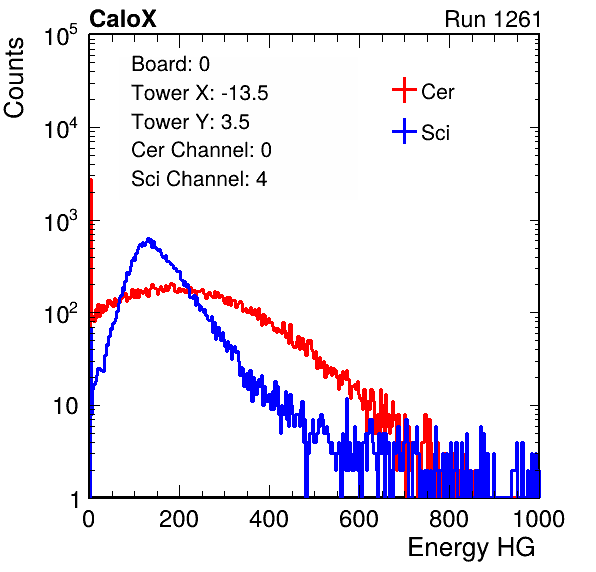 CaloX Run 1261
Counts
10^5
10^4
10^3
10^2
10
1
Board: 0
Tower X: -13.5
Tower Y: 3.5
Cer Channel: 0
Sci Channel: 4
Cer
Sci
0 200 400 600 800 1000
Energy HG